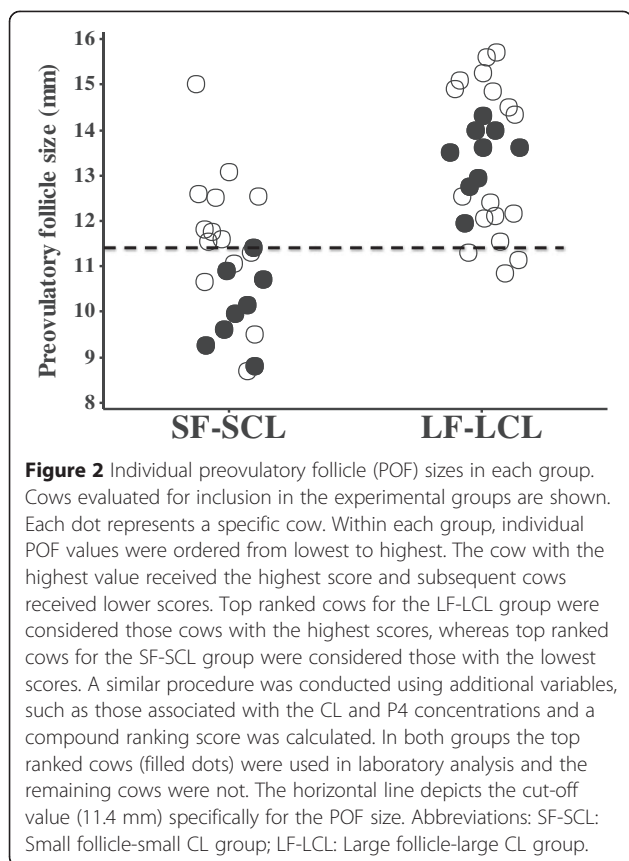 16
15
14
13
12
11
10
9
8
Preovulatory follicle size (mm)
SF-SCL LF-LCL
Figure 2 Individual preovulatory follicle (POF) sizes in each group.
Cows evaluated for inclusion in the experimental groups are shown.
Each dot represents a specific cow. Within each group, individual
POF values were ordered from lowest to highest. The cow with the
highest value received the highest score and subsequent cows
received lower scores. Top ranked cows for the LF-LCL group were
considered those cows with the highest scores, whereas top ranked
cows for the SF-SCL group were considered those with the lowest
scores. A similar procedure was conducted using additional variables,
such as those associated with the CL and P4 concentrations and a
compound ranking score was calculated. In both groups the top
ranked cows (filled dots) were used in laboratory analysis and the
remaining cows were not. The horizontal line depicts the cut-off
value (11.4 mm) specifically for the POF size. Abbreviations: SF-SCL:
Small follicle-small CL group; LF-LCL: Large follicle-large CL group.